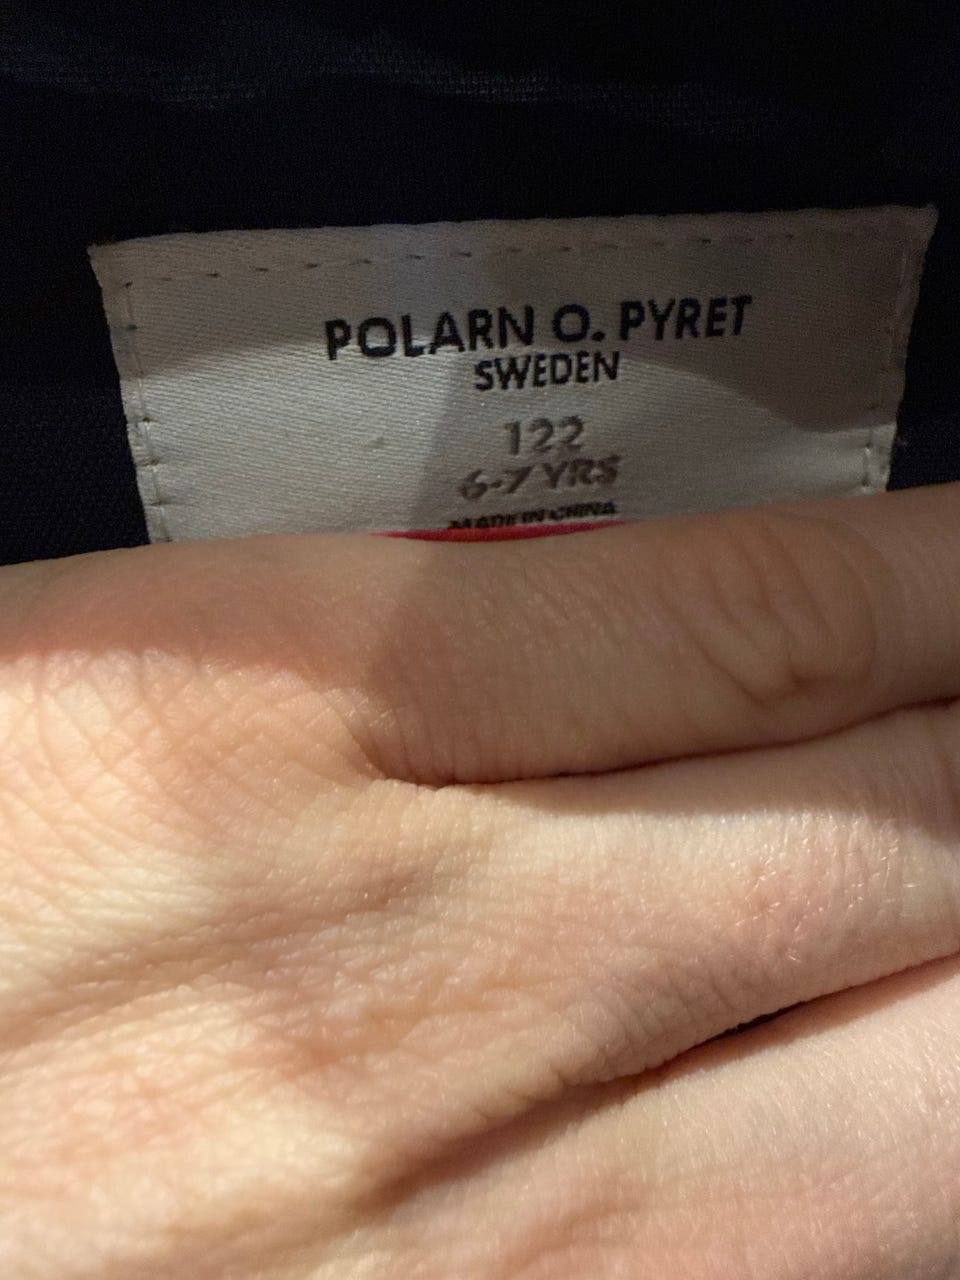 POLARN O. PYRET
SWEDEN
122
6-7 YRS
MADE IN CHINA